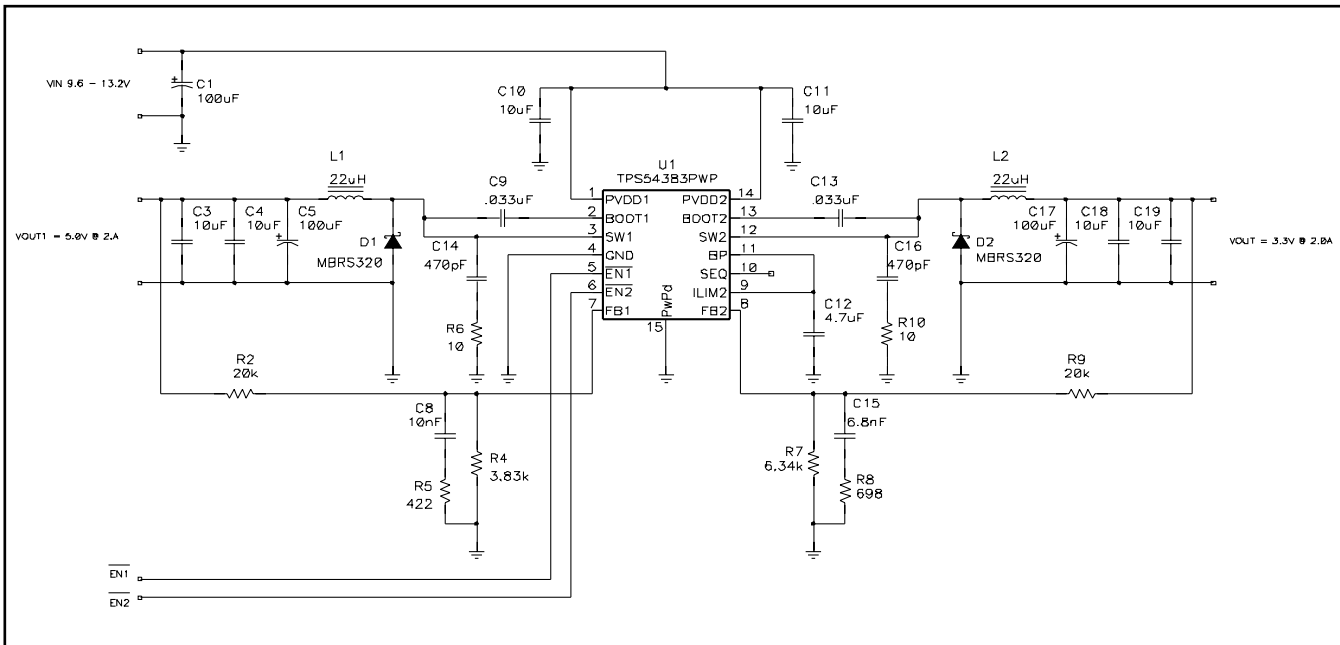 VIN 9.6 - 13.2V
C1
100uF
C10
10uF
C11
10uF
L1
22uH
U1
TPS54383PWP
L2
22uH
C9
.033uF
C13
.033uF
1 PVDD1 PVDD2 14
2 BOOT1 BOOT2 13
3 SW1 SW2 12
4 GND BP 11
5 EN1 SEQ 10
6 EN2 ILIM2 9
7 FB1 FB2 8
15 PwPd
C3
10uF
C4
10uF
C5
100uF
VOUT1 = 5.0V @ 2.A
D1
MBRS320
C14
470pF
C16
470pF
D2
MBRS320
C17
100uF
C18
10uF
C19
10uF
VOUT = 3.3V @ 2.0A
R6
10
C12
4.7uF
R10
10
R2
20k
R9
20k
C8
10nF
C15
6.8nF
R4
3.83k
R5
422
R7
6.34k
R8
698
EN1
EN2